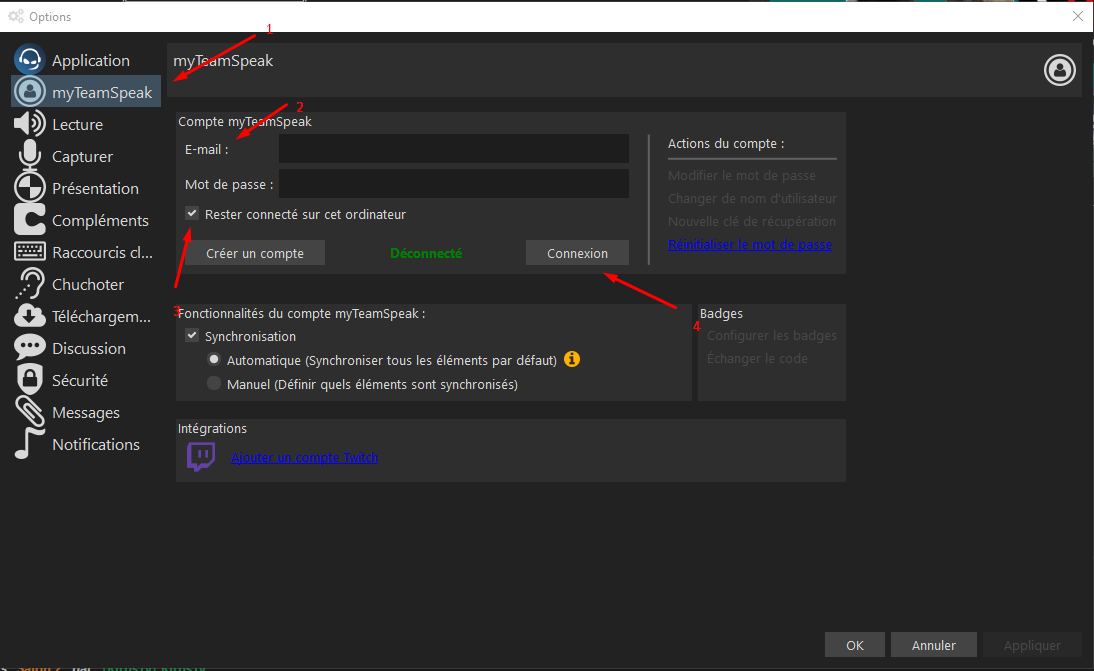 Options
1
Application
myTeamSpeak
Lecture
Capturer
Présentation
Compléments
Raccourcis cl...
Chuchoter
Téléchargem...
Discussion
Sécurité
Messages
Notifications
myTeamSpeak
2
Compte myTeamSpeak
E-mail :
Mot de passe :
Rester connecté sur cet ordinateur
Créer un compte
Déconnecté
Connexion
Actions du compte :
Modifier le mot de passe
Changer de nom d'utilisateur
Nouvelle clé de récupération
Réinitialiser le mot de passe
3
Fonctionnalités du compte myTeamSpeak :
4
Synchronisation
Automatique (Synchroniser tous les éléments par défaut)
Manuel (Définir quels éléments sont synchronisés)
Badges
Configurer les badges
Échanger le code
Intégrations
Ajouter un compte Twitch
OK
Annuler
Appliquer